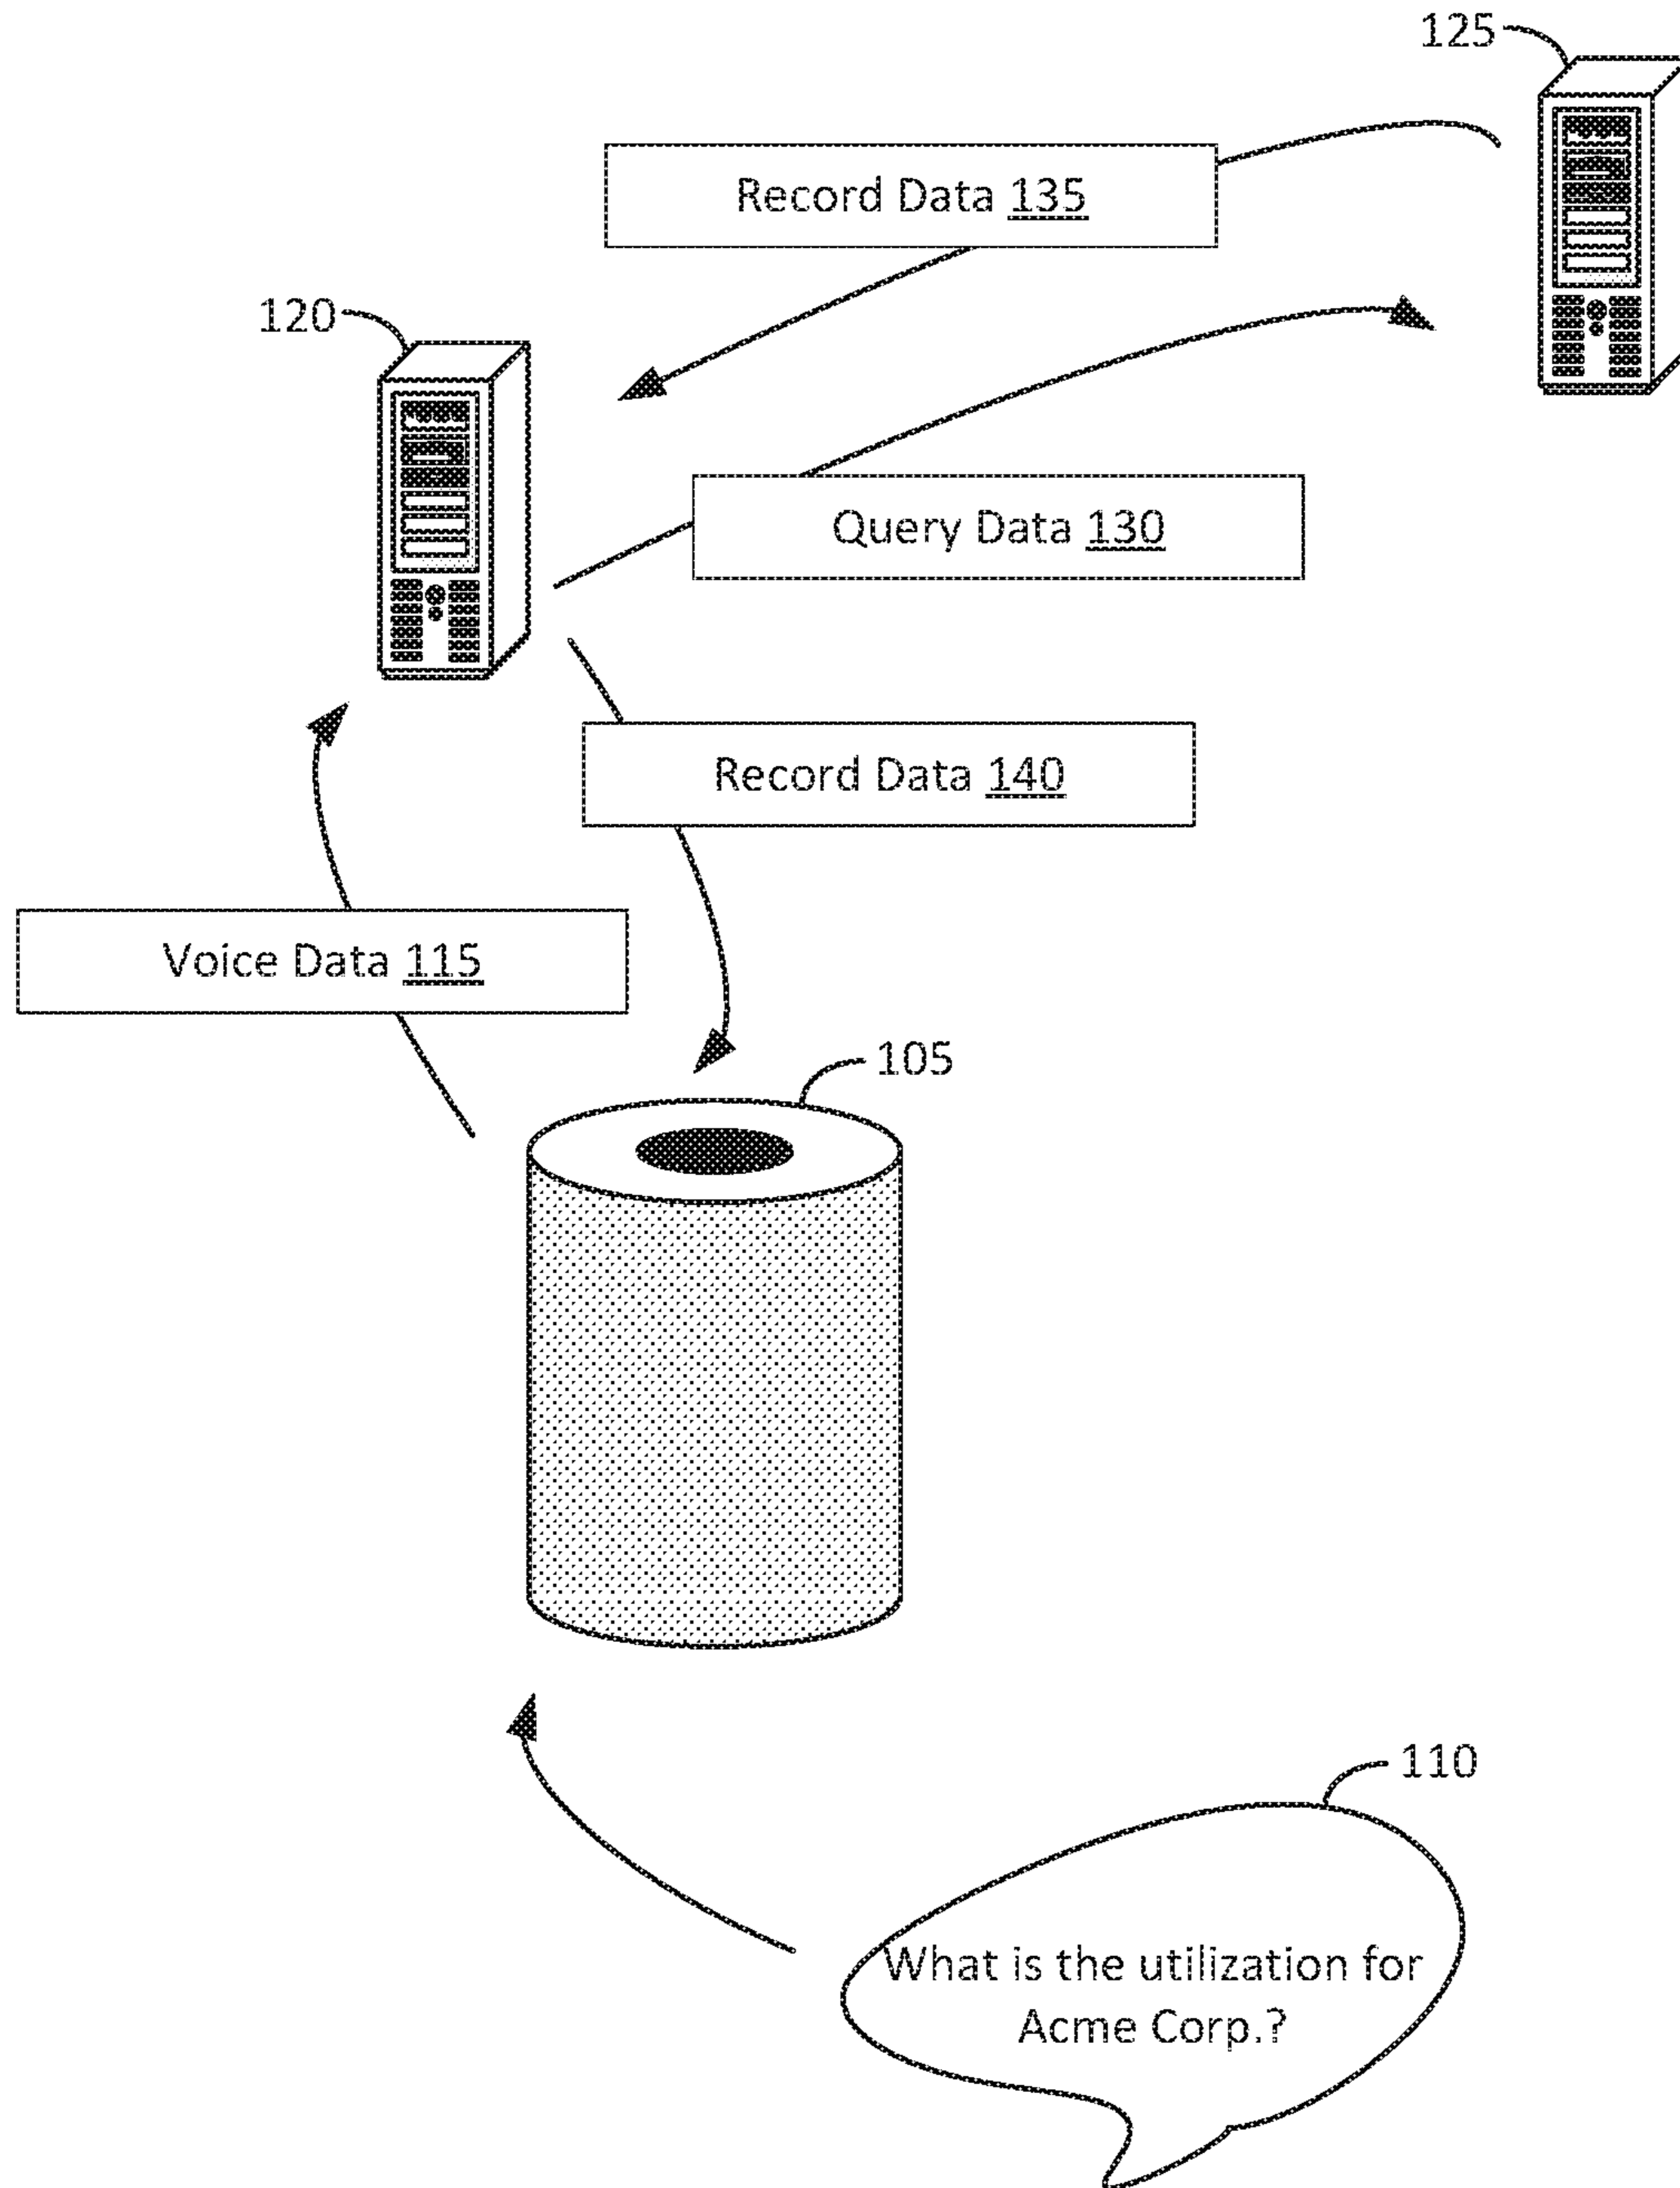 125
Record Data 135
120
Query Data 130
Record Data 140
Voice Data 115
105
110
What is the utilization for
Acme Corp.?